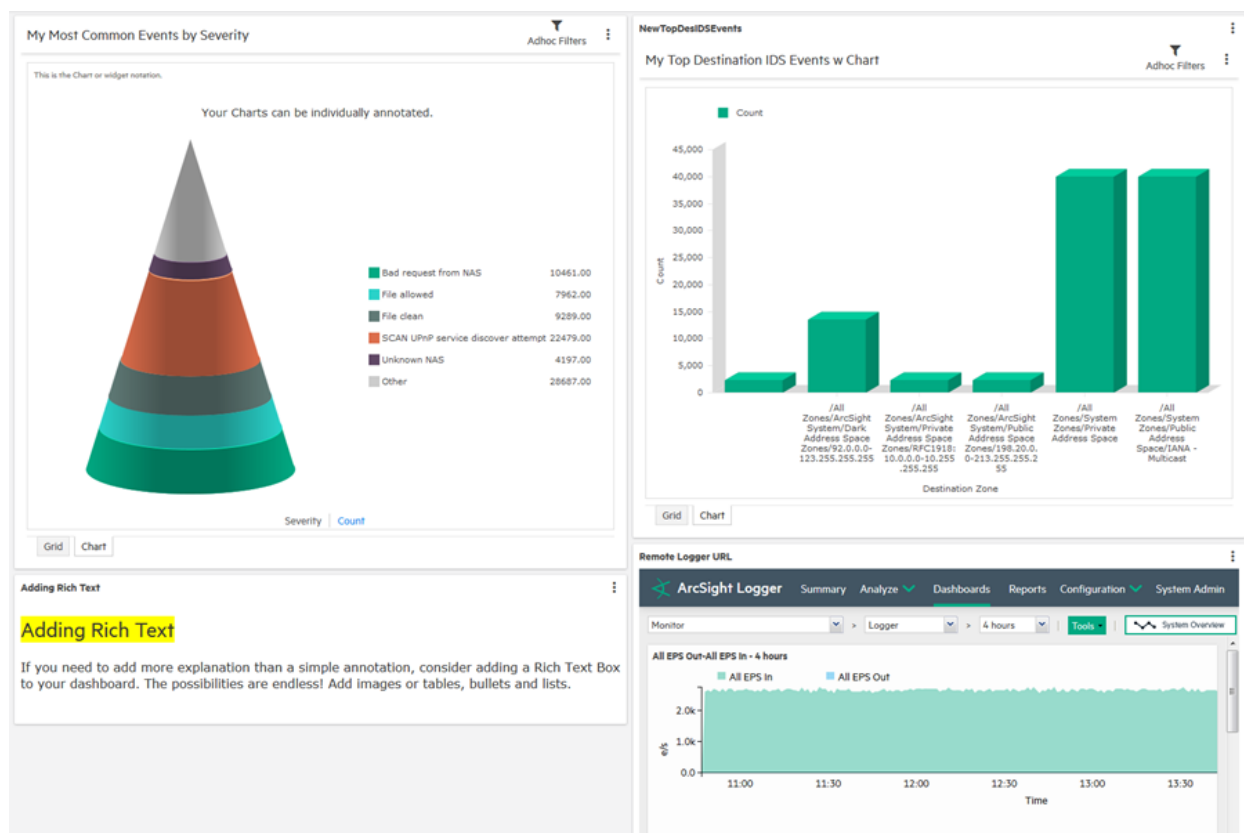 My Most Common Events by Severity
Adhoc Filters
This is the Chart or widget notation.
Your Charts can be individually annotated.
Bad request from NAS 10461.00
File allowed 7962.00
File clean 9289.00
SCAN UPnP service discover attempt 22479.00
Unknown NAS 4197.00
Other 28687.00
Severity Count
Grid Chart
Adding Rich Text
Adding Rich Text
If you need to add more explanation than a simple annotation, consider adding a Rich Text Box
to your dashboard. The possibilities are endless! Add images or tables, bullets and lists.
NewTopDesIDSEvents
My Top Destination IDS Events w Chart
Adhoc Filters
Count
45,000
40,000
35,000
30,000
25,000
20,000
15,000
10,000
5,000
0
Count
/All
Zones/ArcSight
System/Dark
Address Space
Zones/92.0.0.0-
123.255.255.255
/All
Zones/ArcSight
System/Private
Address Space
Zones/RFC1918:
10.0.0.0-10.255
.255.255
/All
Zones/ArcSight
System/Public
Address Space
Zones/198.20.0.
0-213.255.255.2
55
/All
Zones/System
Zones/Private
Address Space
/All
Zones/System
Zones/Public
Address
Space/IANA -
Multicast
Destination Zone
Grid Chart
Remote Logger URL
ArcSight Logger Summary Analyze Dashboards Reports Configuration System Admin
Monitor > Logger > 4 hours Tools System Overview
All EPS Out-All EPS In - 4 hours
All EPS In All EPS Out
2.0k
1.0k
0.0
e/s
11:00 11:30 12:00 12:30 13:00 13:30
Time